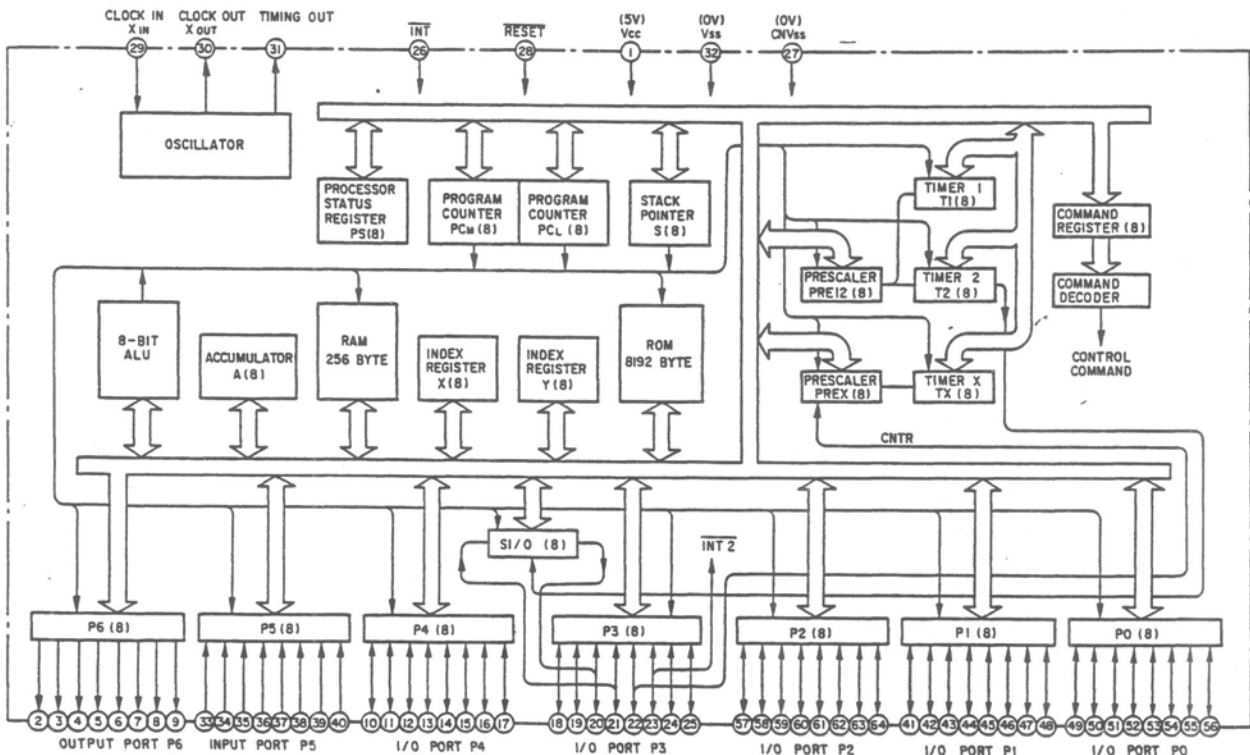 CLOCK IN CLOCK OUT TIMING OUT
XIN XOUT
INT RESET (5V) (0V) (0V)
Vcc Vss CNVss
29 30 31 26 28 1 32 27
OSCILLATOR
PROCESSOR
STATUS
REGISTER
PS(8)
PROGRAM
COUNTER
PCM(8)
PROGRAM
COUNTER
PCL(8)
STACK
POINTER
S(8)
TIMER 1
T1(8)
COMMAND
REGISTER (8)
PRESCALER
PRE12 (8)
TIMER 2
T2 (8)
COMMAND
DECODER
8-BIT
ALU
ACCUMULATOR
A(8)
RAM
256 BYTE
INDEX
REGISTER
X(8)
INDEX
REGISTER
Y(8)
ROM
8192 BYTE
CONTROL
COMMAND
PRESCALER
PREX (8)
TIMER X
TX (8)
CNTR
SI/O (8)
INT 2
P6 (8) P5 (8) P4 (8) P3 (8) P2 (8) P1 (8) P0 (8)
2 3 4 5 6 7 8 9 33 34 35 36 37 38 39 40 10 11 12 13 14 15 16 17 18 19 20 21 22 23 24 25 57 58 59 60 61 62 63 64 41 42 43 44 45 46 47 48 49 50 51 52 53 54 55 56
OUTPUT PORT P6 INPUT PORT P5 I/O PORT P4 I/O PORT P3 I/O PORT P2 I/O PORT P1 I/O PORT P0